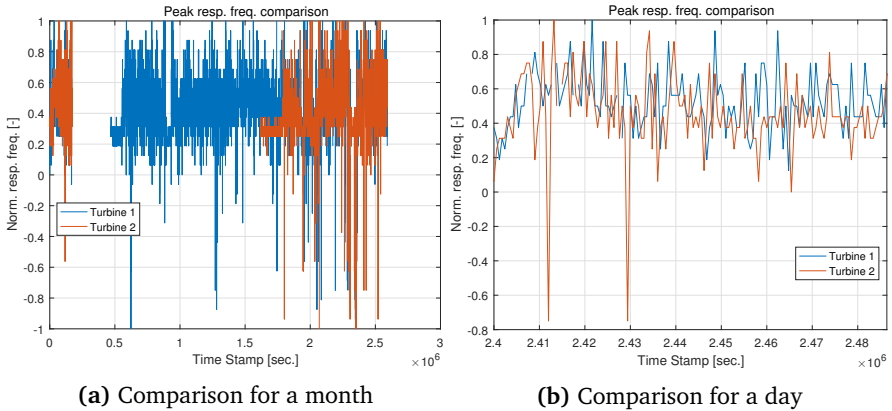 Peak resp. freq. comparison
Norm. resp. freq. [-]
1
0.8
0.6
0.4
0.2
0
-0.2
-0.4
-0.6
-0.8
-1
Turbine 1
Turbine 2
0 0.5 1 1.5 2 2.5 3
Time Stamp [sec.] ×10^6
(a) Comparison for a month
Peak resp. freq. comparison
Norm. resp. freq. [-]
1
0.8
0.6
0.4
0.2
0
-0.2
-0.4
-0.6
-0.8
Turbine 1
Turbine 2
2.4 2.41 2.42 2.43 2.44 2.45 2.46 2.47 2.48
Time Stamp [sec.] ×10^6
(b) Comparison for a day